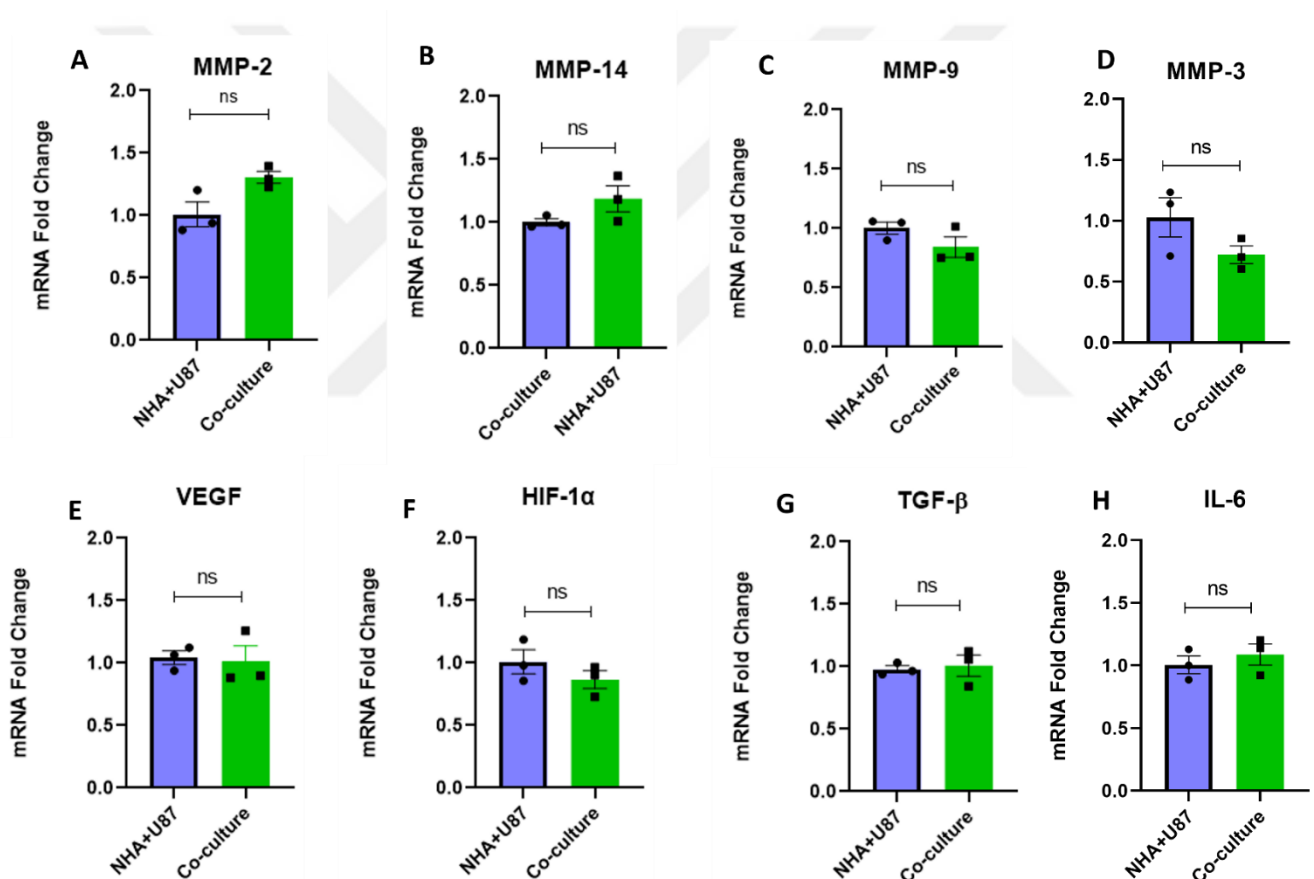 A
MMP-2
mRNA Fold Change
2.0
1.5
1.0
0.5
0.0
ns
NHA+U87
Co-culture
B
MMP-14
mRNA Fold Change
2.0
1.5
1.0
0.5
0.0
ns
Co-culture
NHA+U87
C
MMP-9
mRNA Fold Change
2.0
1.5
1.0
0.5
0.0
ns
NHA+U87
Co-culture
D
MMP-3
2.0
1.5
1.0
0.5
0.0
ns
NHA+U87
Co-culture
E
VEGF
mRNA Fold Change
2.0
1.5
1.0
0.5
0.0
ns
NHA+U87
Co-culture
F
HIF-1α
mRNA Fold Change
2.0
1.5
1.0
0.5
0.0
ns
NHA+U87
Co-culture
G
TGF-β
mRNA Fold Change
2.0
1.5
1.0
0.5
0.0
ns
NHA+U87
Co-culture
H
IL-6
mRNA Fold Change
2.0
1.5
1.0
0.5
0.0
ns
NHA+U87
Co-culture